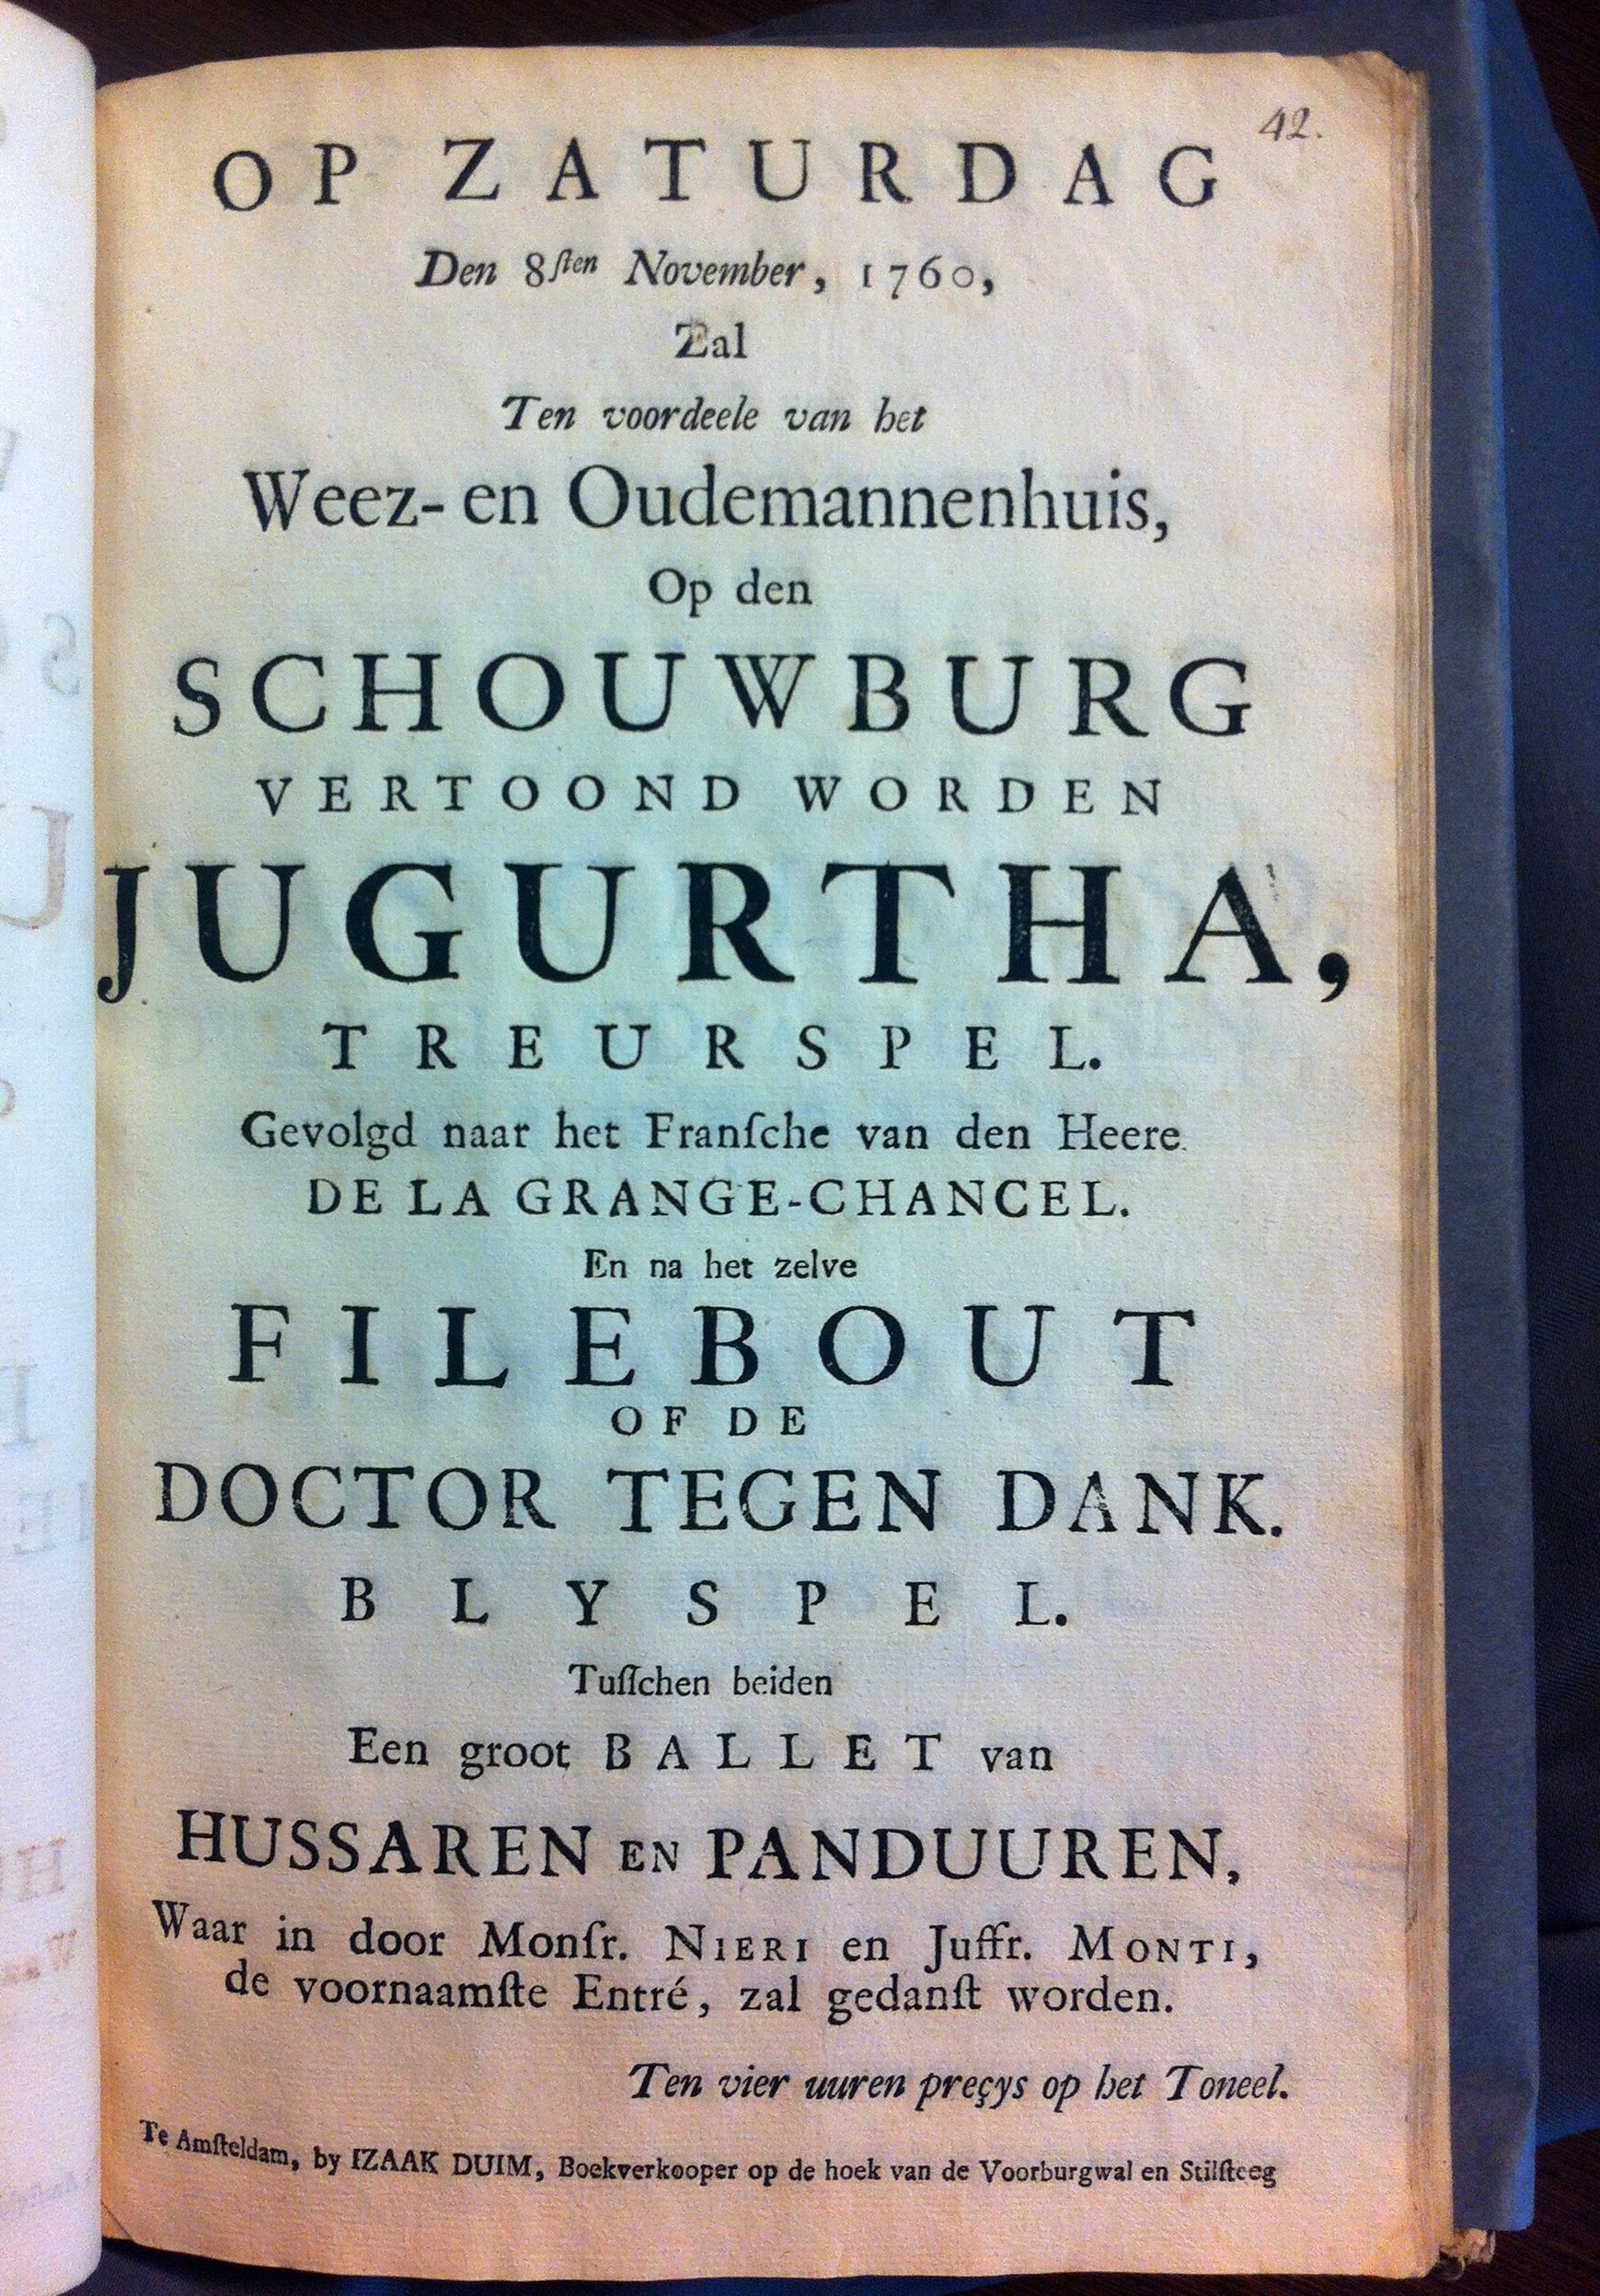 42.
OP ZATURDAG
Den 8ſten November, 1760,
Zal
Ten voordeele van het
Weez- en Oudemannenhuis,
Op den
SCHOUWBURG
VERTOOND WORDEN
JUGURTHA,
TREURSPEL.
Gevolgd naar het Franſche van den Heere
DE LA GRANGE-CHANCEL.
En na het zelve
FILEBOUT
OF DE
DOCTOR TEGEN DANK.
BLYSPEL.
Tuſſchen beiden
Een groot BALLET van
HUSSAREN EN PANDUUREN,
Waar in door Monſr. NIERI en Juffr. MONTI,
de voornaamſte Entré, zal gedanſt worden.
Ten vier uuren preçys op het Toneel.
Te Amſteldam, by IZAAK DUIM, Boekverkooper op de hoek van de Voorburgwal en Stilſteeg